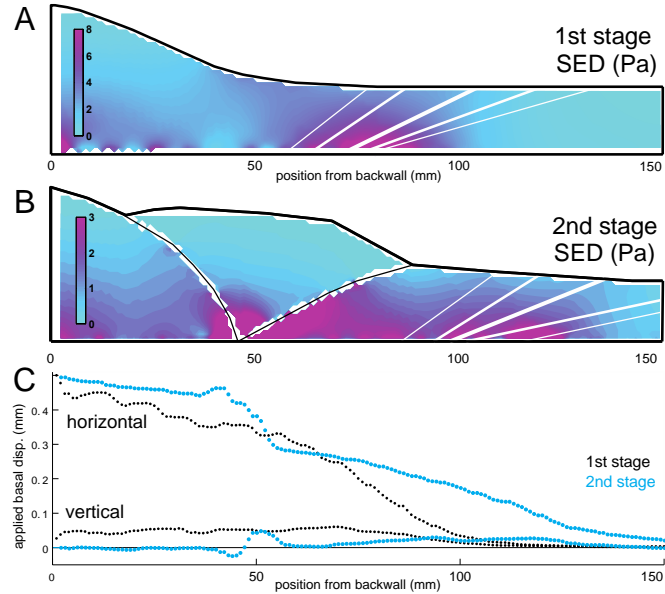 A
1st stage
SED (Pa)
8
6
4
2
0
0
50
100
150
position from backwall (mm)
B
2nd stage
SED (Pa)
3
2
1
0
0
50
100
150
C
applied basal disp. (mm)
0.4
0.3
0.2
0.1
0
horizontal
vertical
1st stage
2nd stage
0
50
100
150
position from backwall (mm)